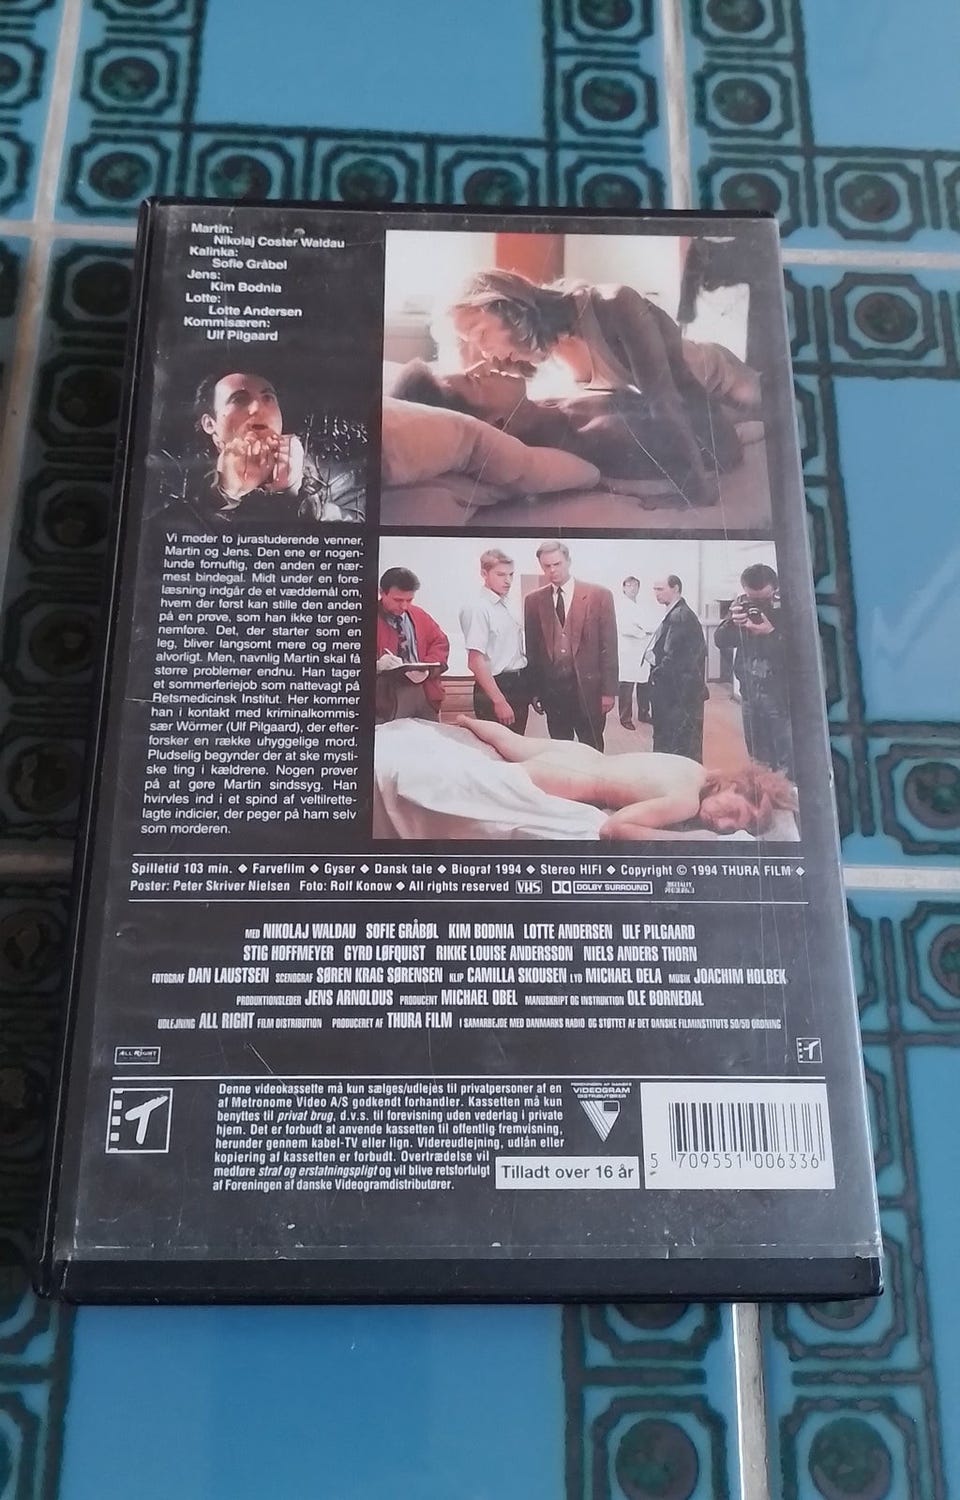 Martin:
Nikolaj Coster Waldau
Kalinka:
Sofie Gråbøl
Jens:
Kim Bodnia
Lotte:
Lotte Andersen
Kommisæren:
Ulf Pilgaard
Vi møder to jurastuderende venner,
Martin og Jens. Den ene er nogen-
lunde fornuftig, den anden er nær-
mest bindegal. Midt under en fore-
læsning indgår de et væddemål om,
hvem der først kan stille den anden
på en prøve, som han ikke tør gen-
nemføre. Det, der starter som en
leg, bliver langsomt mere og mere
alvorligt. Men, navnlig Martin skal få
større problemer endnu. Han tager
et sommerferiejob som nattevagt på
Retsmedicinsk Institut. Her kommer
han i kontakt med kriminalkommis-
sær Wörmer (Ulf Pilgaard), der efter-
forsker en række uhyggelige mord.
Pludselig begynder der at ske mysti-
ske ting i kældrene. Nogen prøver
på at gøre Martin sindssyg. Han
hvirvles ind i et spind af veltilrette-
lagte indicier, der peger på ham selv
som morderen.
Spilletid 103 min. ◆ Farvefilm ◆ Gyser ◆ Dansk tale ◆ Biograf 1994 ◆ Stereo HIFI ◆ Copyright © 1994 THURA FILM ◆
Poster: Peter Skriver Nielsen Foto: Rolf Konow ◆ All rights reserved VHS DOLBY SURROUND
MED NIKOLAJ WALDAU SOFIE GRÅBØL KIM BODNIA LOTTE ANDERSEN ULF PILGAARD
STIG HOFFMEYER GYRD LØFQUIST RIKKE LOUISE ANDERSSON NIELS ANDERS THORN
FOTOGRAF DAN LAUSTSEN SCENOGRAF SØREN KRAG SØRENSEN KLIP CAMILLA SKOUSEN LYD MICHAEL DELA MUSIK JOACHIM HOLBEK
PRODUKTIONSLEDER JENS ARNOLDUS PRODUCENT MICHAEL OBEL MANUSKRIPT OG INSTRUKTION OLE BORNEDAL
UDLEJNING ALL RIGHT FILM DISTRIBUTION PRODUCERET AF THURA FILM I SAMARBEJDE MED DANMARKS RADIO OG STØTTET AF DET DANSKE FILMINSTITUTS 50/50 ORDNING
ALL RIGHT
T
T
Denne videokassette må kun sælges/udlejes til privatpersoner af en
af Metronome Video A/S godkendt forhandler. Kassetten må kun
benyttes til privat brug, d.v.s. til forevisning uden vederlag i private
hjem. Det er forbudt at anvende kassetten til offentlig fremvisning,
herunder gennem kabel-TV eller lign. Videreudlejning, udlån eller
kopiering af kassetten er forbudt. Overtrædelse vil
medføre straf og erstatningspligt og vil blive retsforfulgt
af Foreningen af danske Videogramdistributører.
FORENINGEN AF DANSKE
VIDEOGRAM
DISTRIBUTØRER
Tilladt over 16 år
5 709551 006336